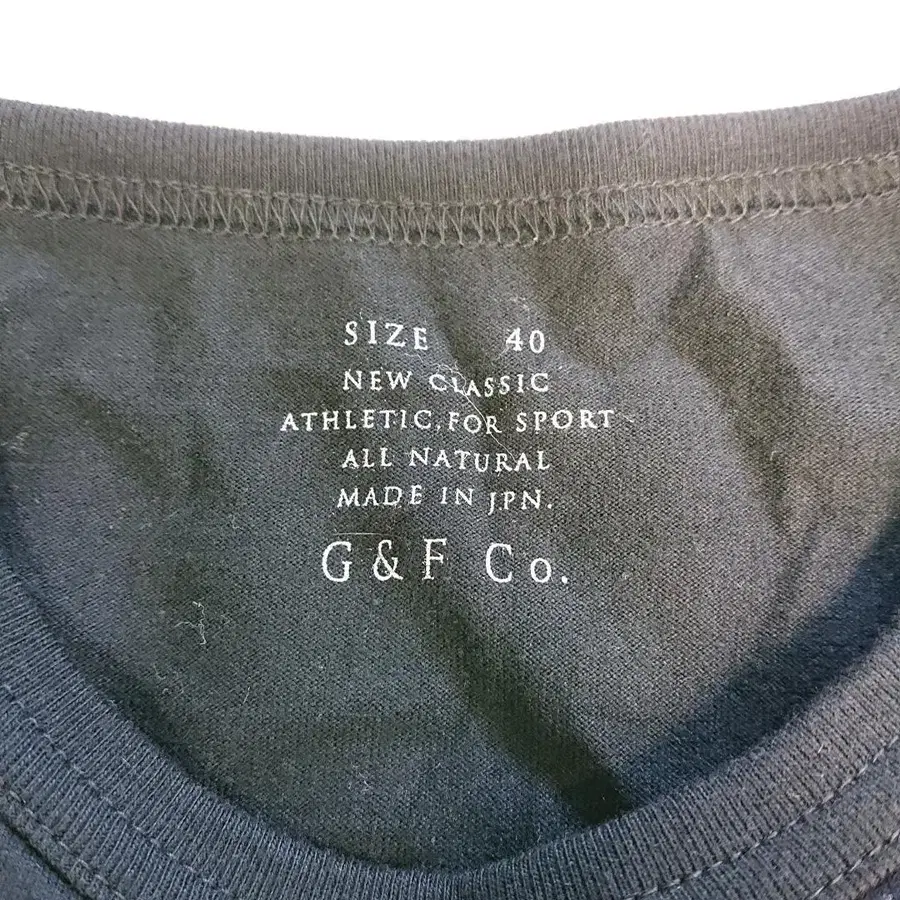 SIZE 40
NEW CLASSIC
ATHLETIC, FOR SPORT
ALL NATURAL
MADE IN JPN.
G & F Co.